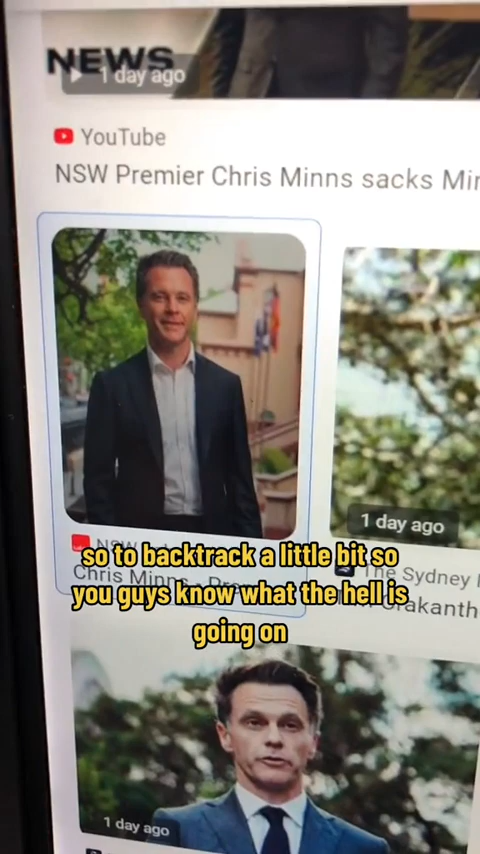 NEWS
1 day ago
YouTube
NSW Premier Chris Minns sacks
1 day ago
NSW
so to backtrack a little bit so
The Sydney
Chris Minns
you guys know what the hell is
going on
1 day ago